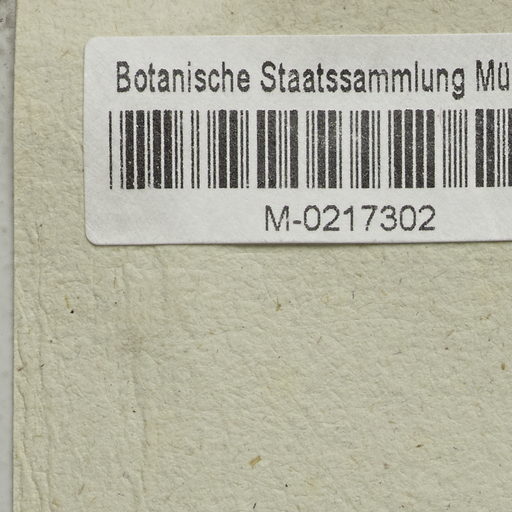 Botanische Staatssammlung Mü
M-0217302